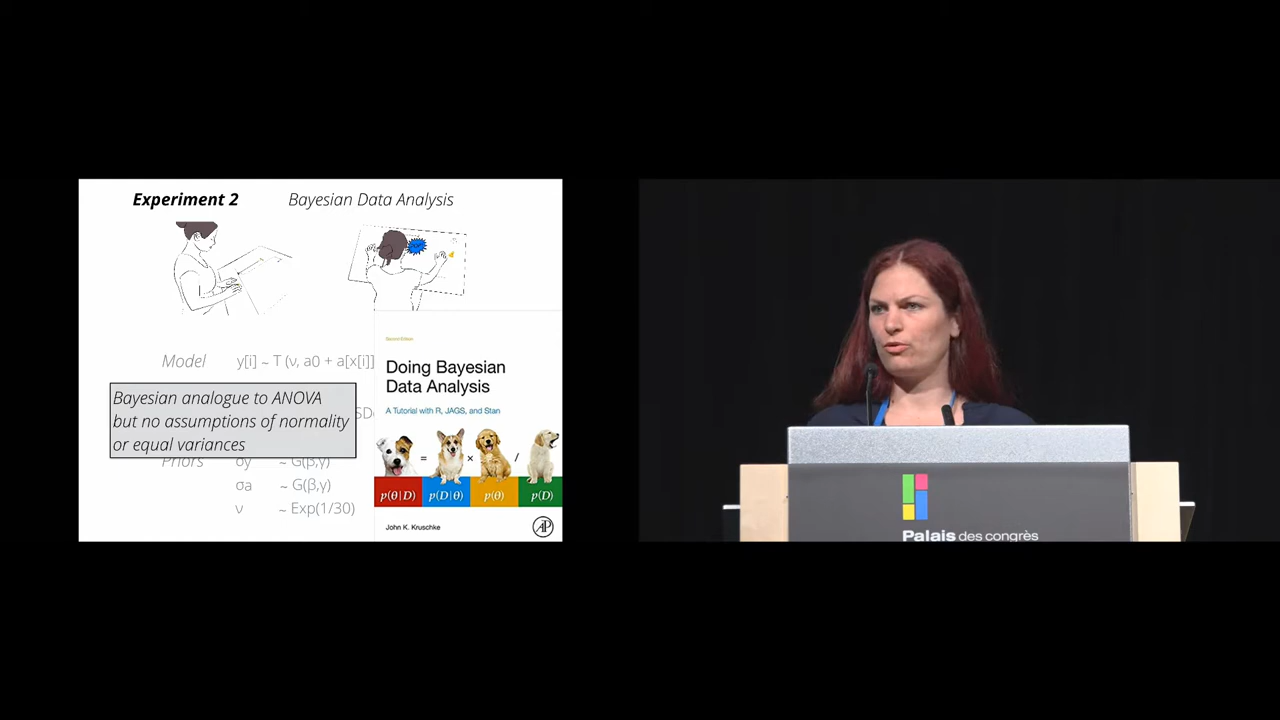 Experiment 2 Bayesian Data Analysis
Model y[i] ~ T (ν, a0 + a[x[i]]
Bayesian analogue to ANOVA
but no assumptions of normality
or equal variances
Priors σy ~ G(β,γ)
σa ~ G(β,γ)
ν ~ Exp(1/30)
Second Edition
Doing Bayesian
Data Analysis
A Tutorial with R, JAGS, and Stan
= × /
p(θ|D) p(D|θ) p(θ) p(D)
John K. Kruschke
AP
Palais des congrès